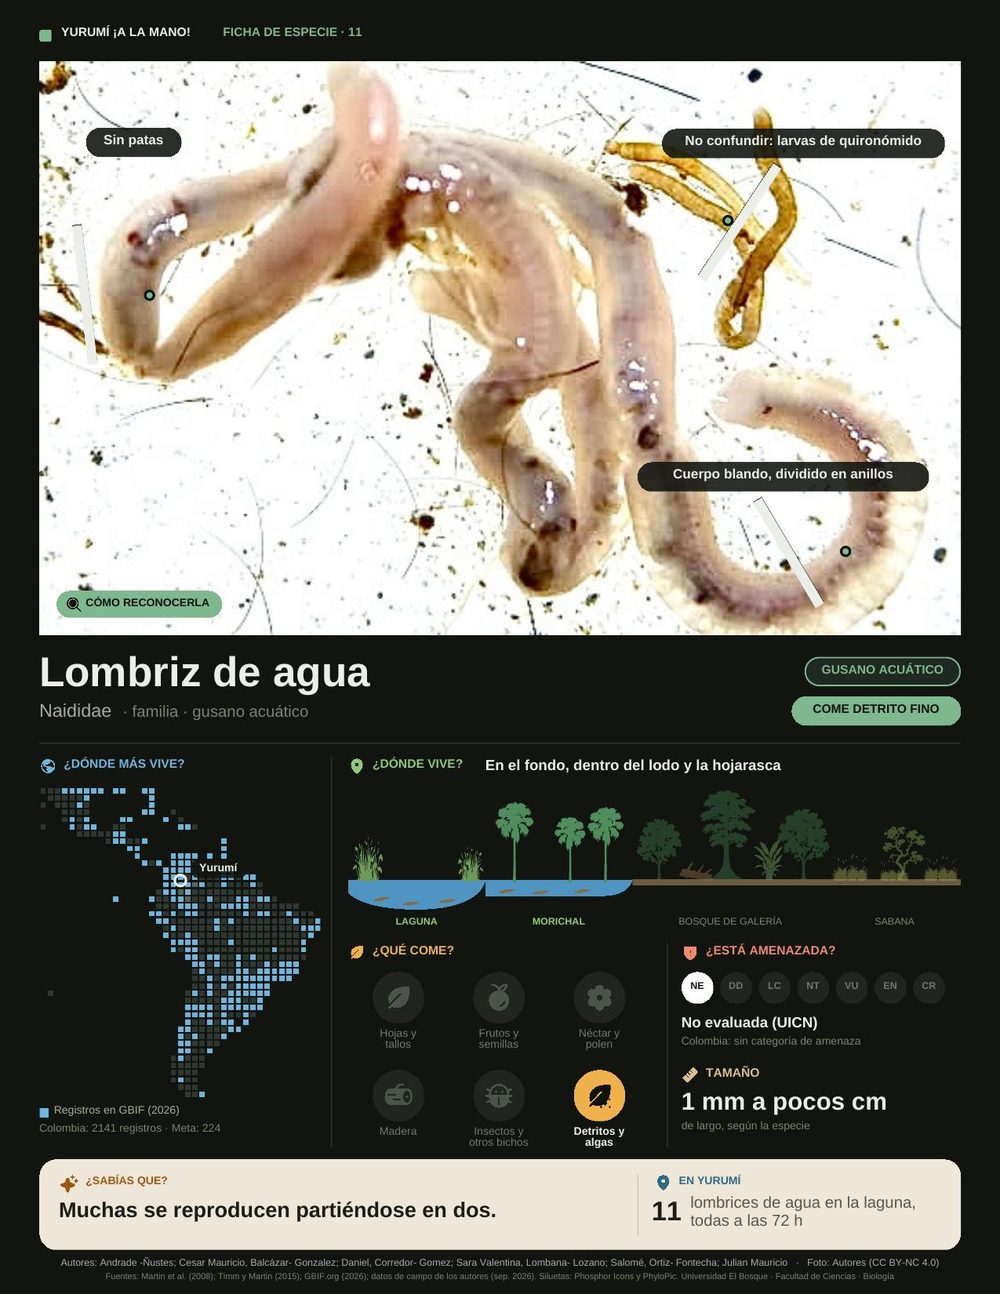 YURUMÍ ¡A LA MANO!
FICHA DE ESPECIE · 11
Sin patas
No confundir: larvas de quironómido
Cuerpo blando, dividido en anillos
CÓMO RECONOCERLA
Lombriz de agua
Naididae · familia · gusano acuático
GUSANO ACUÁTICO
COME DETRITO FINO
¿DÓNDE MÁS VIVE?
Yurumí
Registros en GBIF (2026)
Colombia: 2141 registros · Meta: 224
¿DÓNDE VIVE? En el fondo, dentro del lodo y la hojarasca
LAGUNA
MORICHAL
BOSQUE DE GALERÍA
SABANA
¿QUÉ COME?
Hojas y
tallos
Frutos y
semillas
Néctar y
polen
Madera
Insectos y
otros bichos
Detritos y
algas
¿ESTÁ AMENAZADA?
NE DD LC NT VU EN CR
No evaluada (UICN)
Colombia: sin categoría de amenaza
TAMAÑO
1 mm a pocos cm
de largo, según la especie
¿SABÍAS QUE?
Muchas se reproducen partiéndose en dos.
EN YURUMÍ
11 lombrices de agua en la laguna,
todas a las 72 h
Autores: Andrade -Ñustes; Cesar Mauricio, Balcázar- Gonzalez; Daniel, Corredor- Gomez; Sara Valentina, Lombana- Lozano; Salomé, Ortiz- Fontecha; Julian Mauricio · Foto: Autores (CC BY-NC 4.0)
Fuentes: Martin et al. (2008); Timm y Martin (2015); GBIF.org (2026); datos de campo de los autores (sep. 2026). Siluetas: Phosphor Icons y PhyloPic. Universidad El Bosque · Facultad de Ciencias · Biología